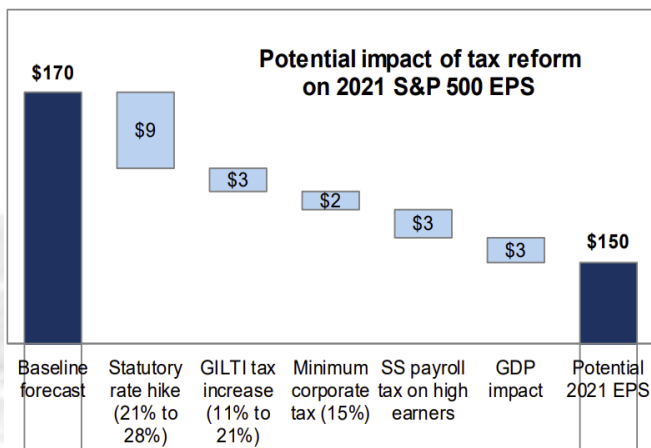 Potential impact of tax reform
on 2021 S&P 500 EPS
$170
$9
$3
$2
$3
$3
$150
Baseline
forecast
Statutory
rate hike
(21% to
28%)
GILTI tax
increase
(11% to
21%)
Minimum
corporate
tax (15%)
SS payroll
tax on high
earners
GDP
impact
Potential
2021 EPS